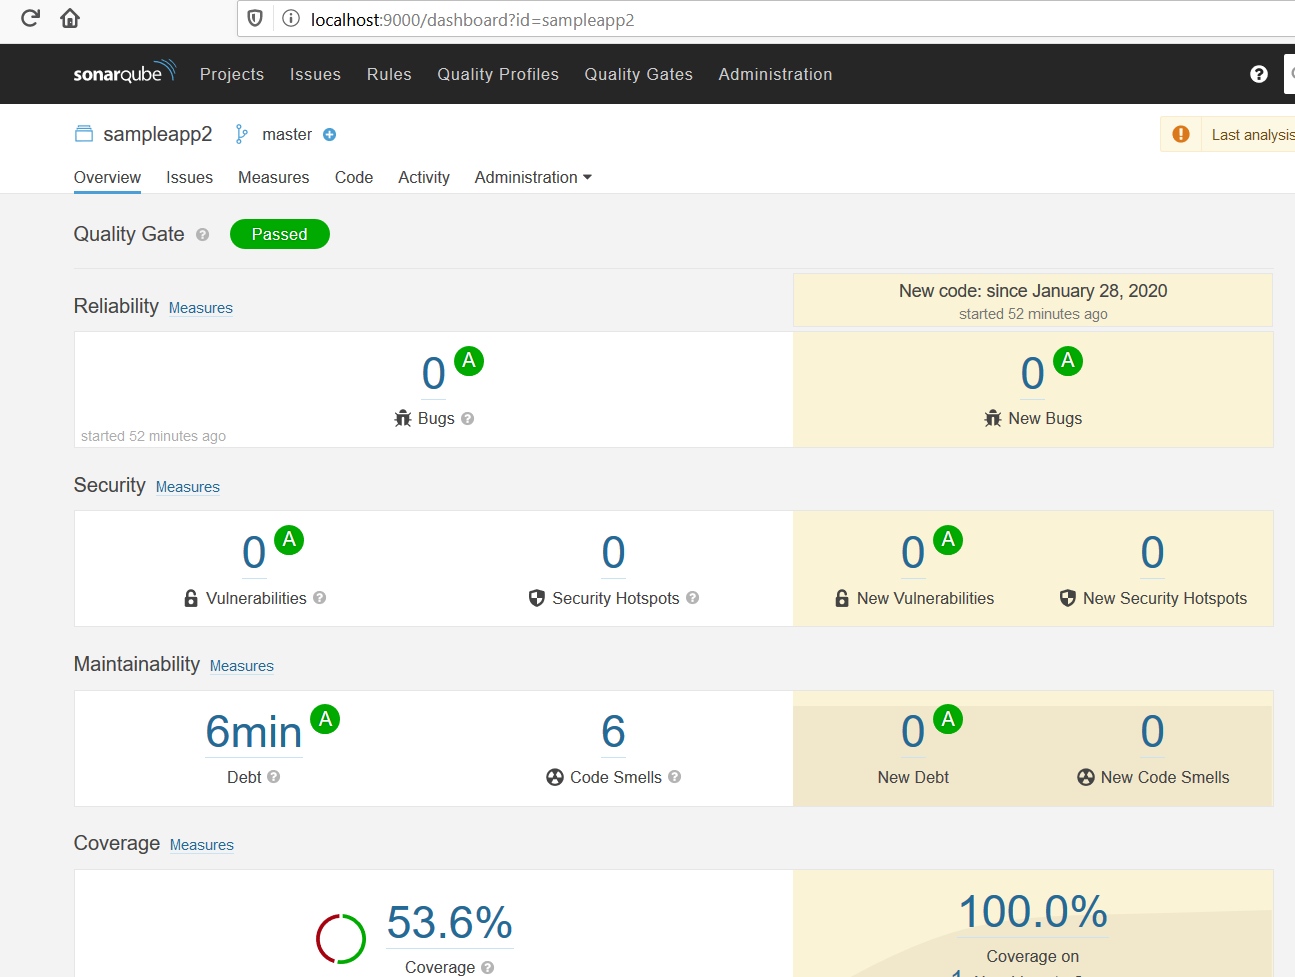 localhost:9000/dashboard?id=sampleapp2
sonarqube Projects Issues Rules Quality Profiles Quality Gates Administration ?
sampleapp2 master
Last analysis
Overview Issues Measures Code Activity Administration
Quality Gate ? Passed
New code: since January 28, 2020
started 52 minutes ago
Reliability Measures
0 A
Bugs ?
started 52 minutes ago
0 A
New Bugs
Security Measures
0 A 0 0 A 0
Vulnerabilities ? Security Hotspots ? New Vulnerabilities New Security Hotspots
Maintainability Measures
6min A 6 0 A 0
Debt ? Code Smells ? New Debt New Code Smells
Coverage Measures
53.6%
Coverage ?
100.0%
Coverage on